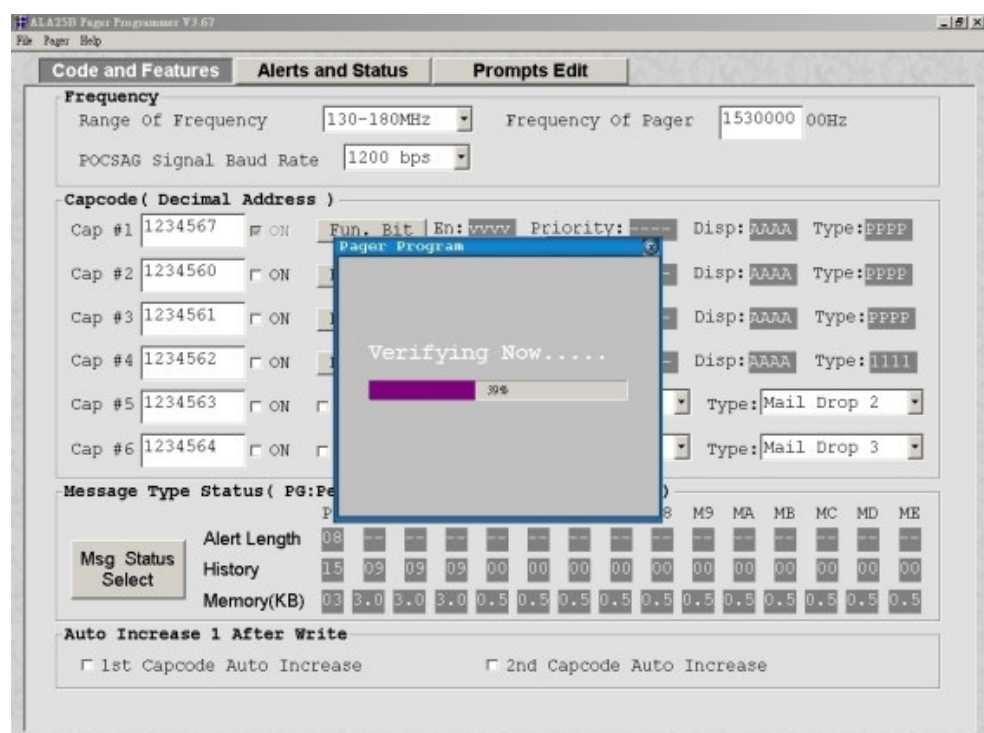 ALA25B Pager Programmer V3.67
File Pager Help
Code and Features Alerts and Status Prompts Edit
Frequency
Range Of Frequency 130-180MHz Frequency Of Pager 1530000 00Hz
POCSAG Signal Baud Rate 1200 bps
Capcode( Decimal Address )
Cap #1 1234567 ON Fun. Bit En: vvvv Priority: ---- Disp: AAAA Type: PPPP
Pager Program
Cap #2 1234560 ON Disp: AAAA Type: PPPP
Cap #3 1234561 ON Disp: AAAA Type: PPPP
Verifying Now.....
Cap #4 1234562 ON Disp: AAAA Type: 1111
39%
Cap #5 1234563 ON Type: Mail Drop 2
Cap #6 1234564 ON Type: Mail Drop 3
Message Type Status( PG:Pe )
P 8 M9 MA MB MC MD ME
Alert Length 08 -- -- -- -- -- -- -- -- -- -- -- -- -- --
Msg Status Select
History 15 09 09 09 00 00 00 00 00 00 00 00 00 00 00
Memory(KB) 03 3.0 3.0 3.0 0.5 0.5 0.5 0.5 0.5 0.5 0.5 0.5 0.5 0.5 0.5
Auto Increase 1 After Write
1st Capcode Auto Increase 2nd Capcode Auto Increase